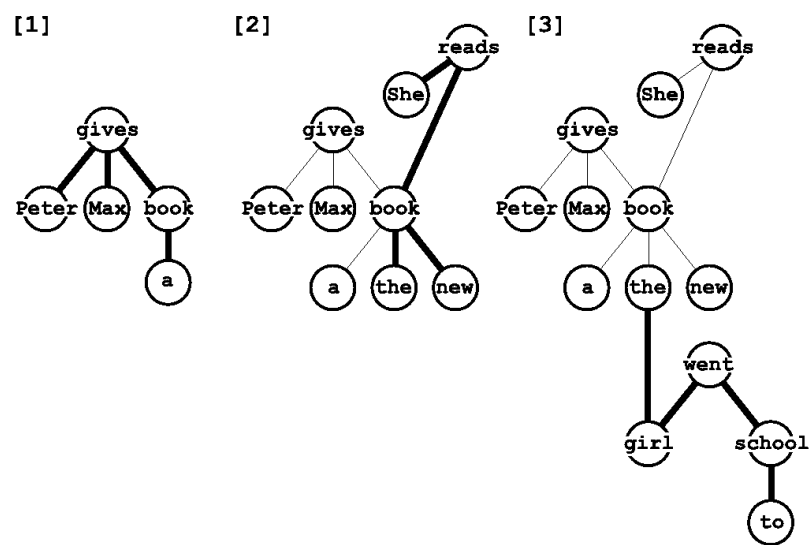 [1] [2] [3]
reads reads
She She
gives gives gives
Peter Max book Peter Max book Peter Max book
a a the new a the new
went
girl school
to